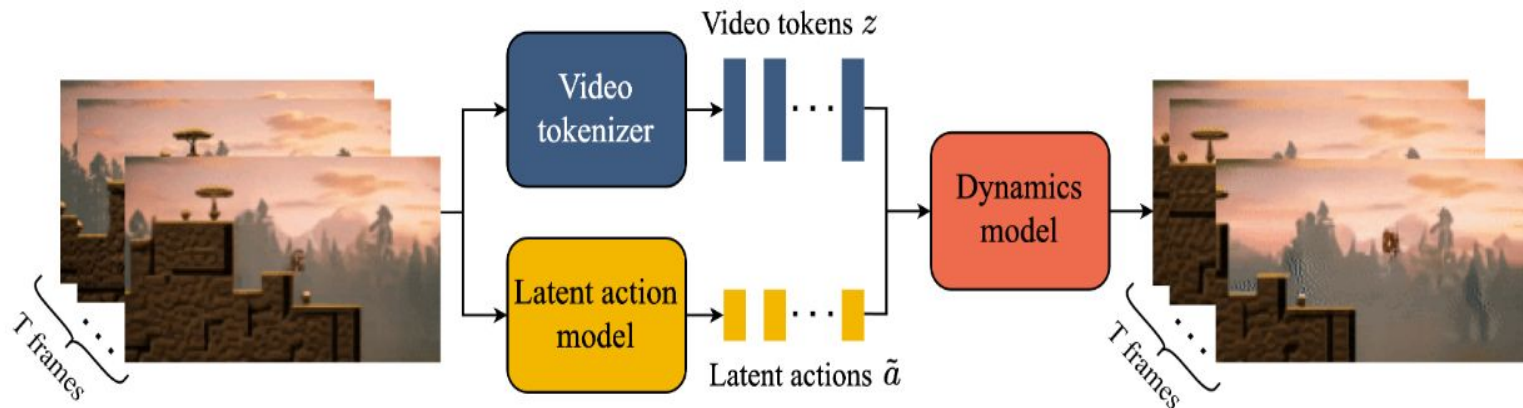 Video tokens z
Video
tokenizer
Dynamics
model
Latent action
model
Latent actions ã
T frames
. . .
T frames
. . .